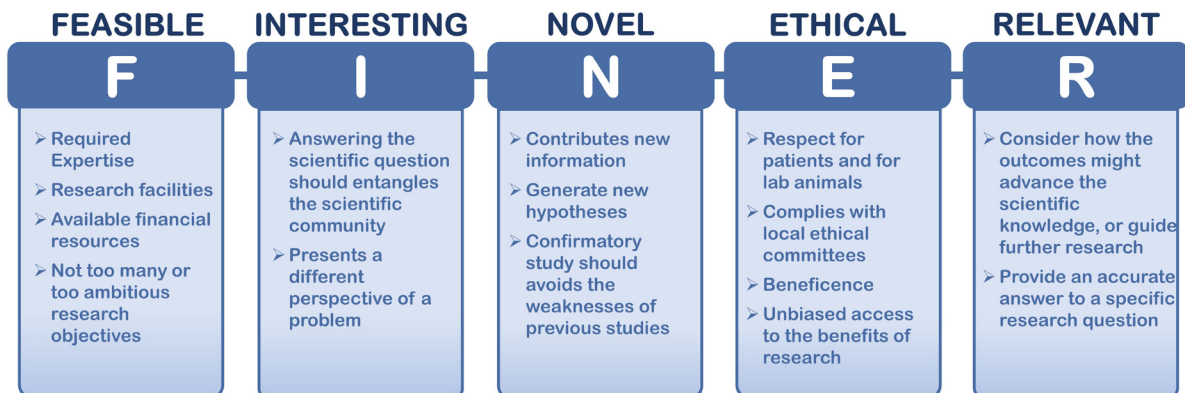 FEASIBLE
F
➢ Required
Expertise
➢ Research facilities
➢ Available financial
resources
➢ Not too many or
too ambitious
research
objectives
INTERESTING
I
➢ Answering the
scientific question
should entangles
the scientific
community
➢ Presents a
different
perspective of a
problem
NOVEL
N
➢ Contributes new
information
➢ Generate new
hypotheses
➢ Confirmatory
study should
avoids the
weaknesses of
previous studies
ETHICAL
E
➢ Respect for
patients and for
lab animals
➢ Complies with
local ethical
committees
➢ Beneficence
➢ Unbiased access
to the benefits of
research
RELEVANT
R
➢ Consider how the
outcomes might
advance the
scientific
knowledge, or guide
further research
➢ Provide an accurate
answer to a specific
research question